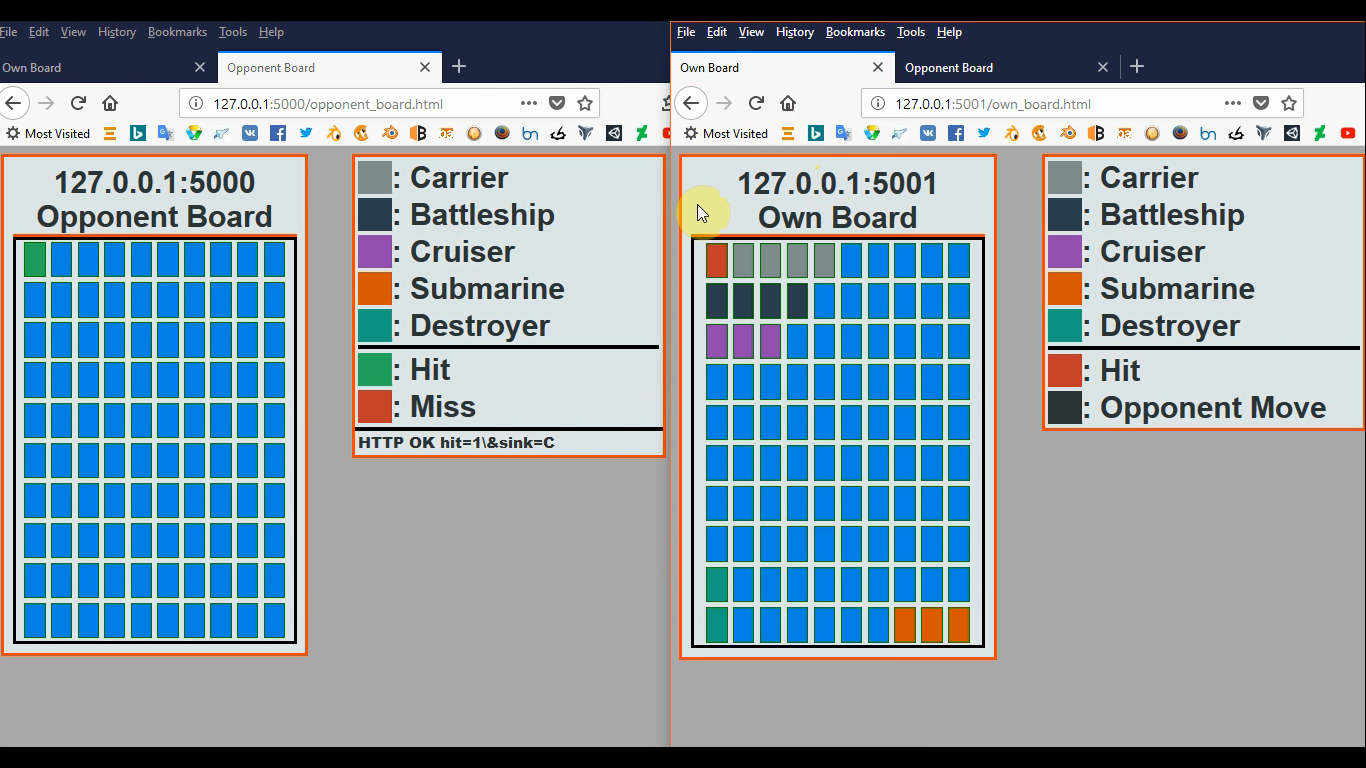 File Edit View History Bookmarks Tools Help
Own Board
Opponent Board
127.0.0.1:5000/opponent_board.html
Most Visited
127.0.0.1:5000
Opponent Board
: Carrier
: Battleship
: Cruiser
: Submarine
: Destroyer
: Hit
: Miss
HTTP OK hit=1\&sink=C
File Edit View History Bookmarks Tools Help
Own Board
Opponent Board
127.0.0.1:5001/own_board.html
Most Visited
127.0.0.1:5001
Own Board
: Carrier
: Battleship
: Cruiser
: Submarine
: Destroyer
: Hit
: Opponent Move